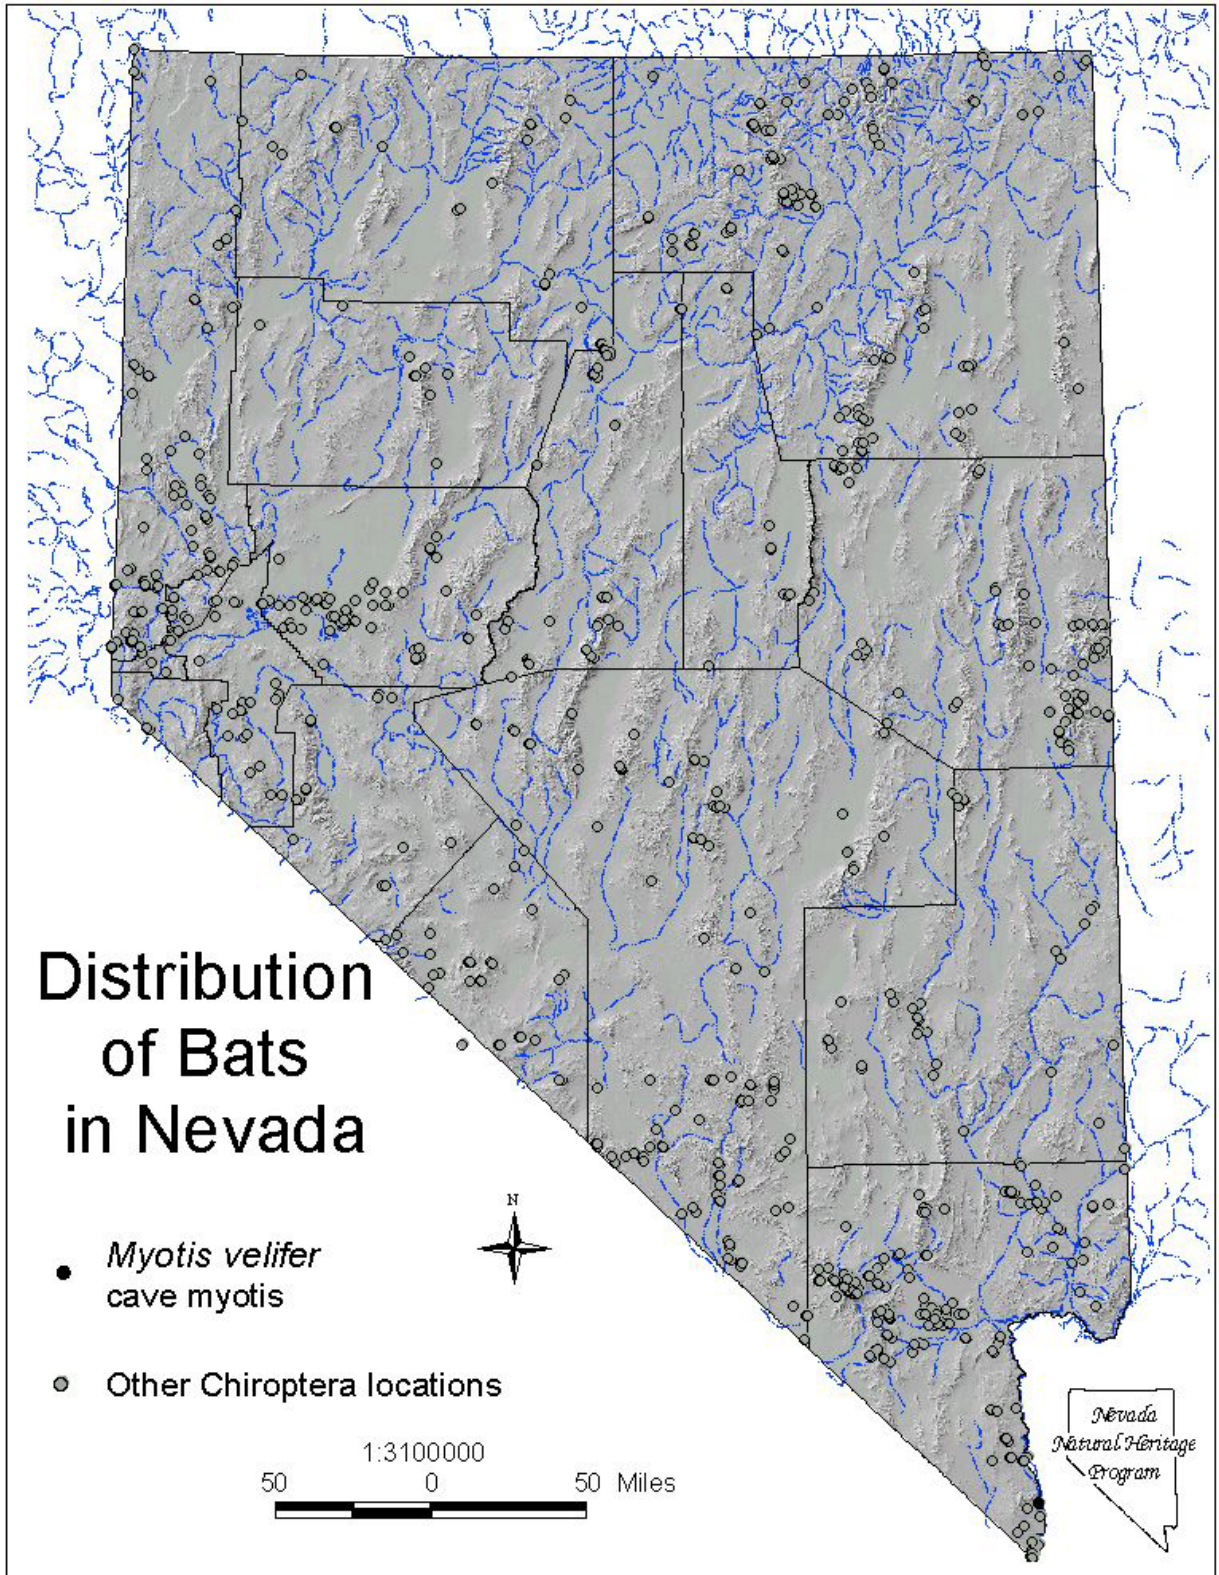 Distribution
of Bats
in Nevada
N
Myotis velifer
cave myotis
Other Chiroptera locations
1:3100000
50 0 50 Miles
Nevada
Natural Heritage
Program